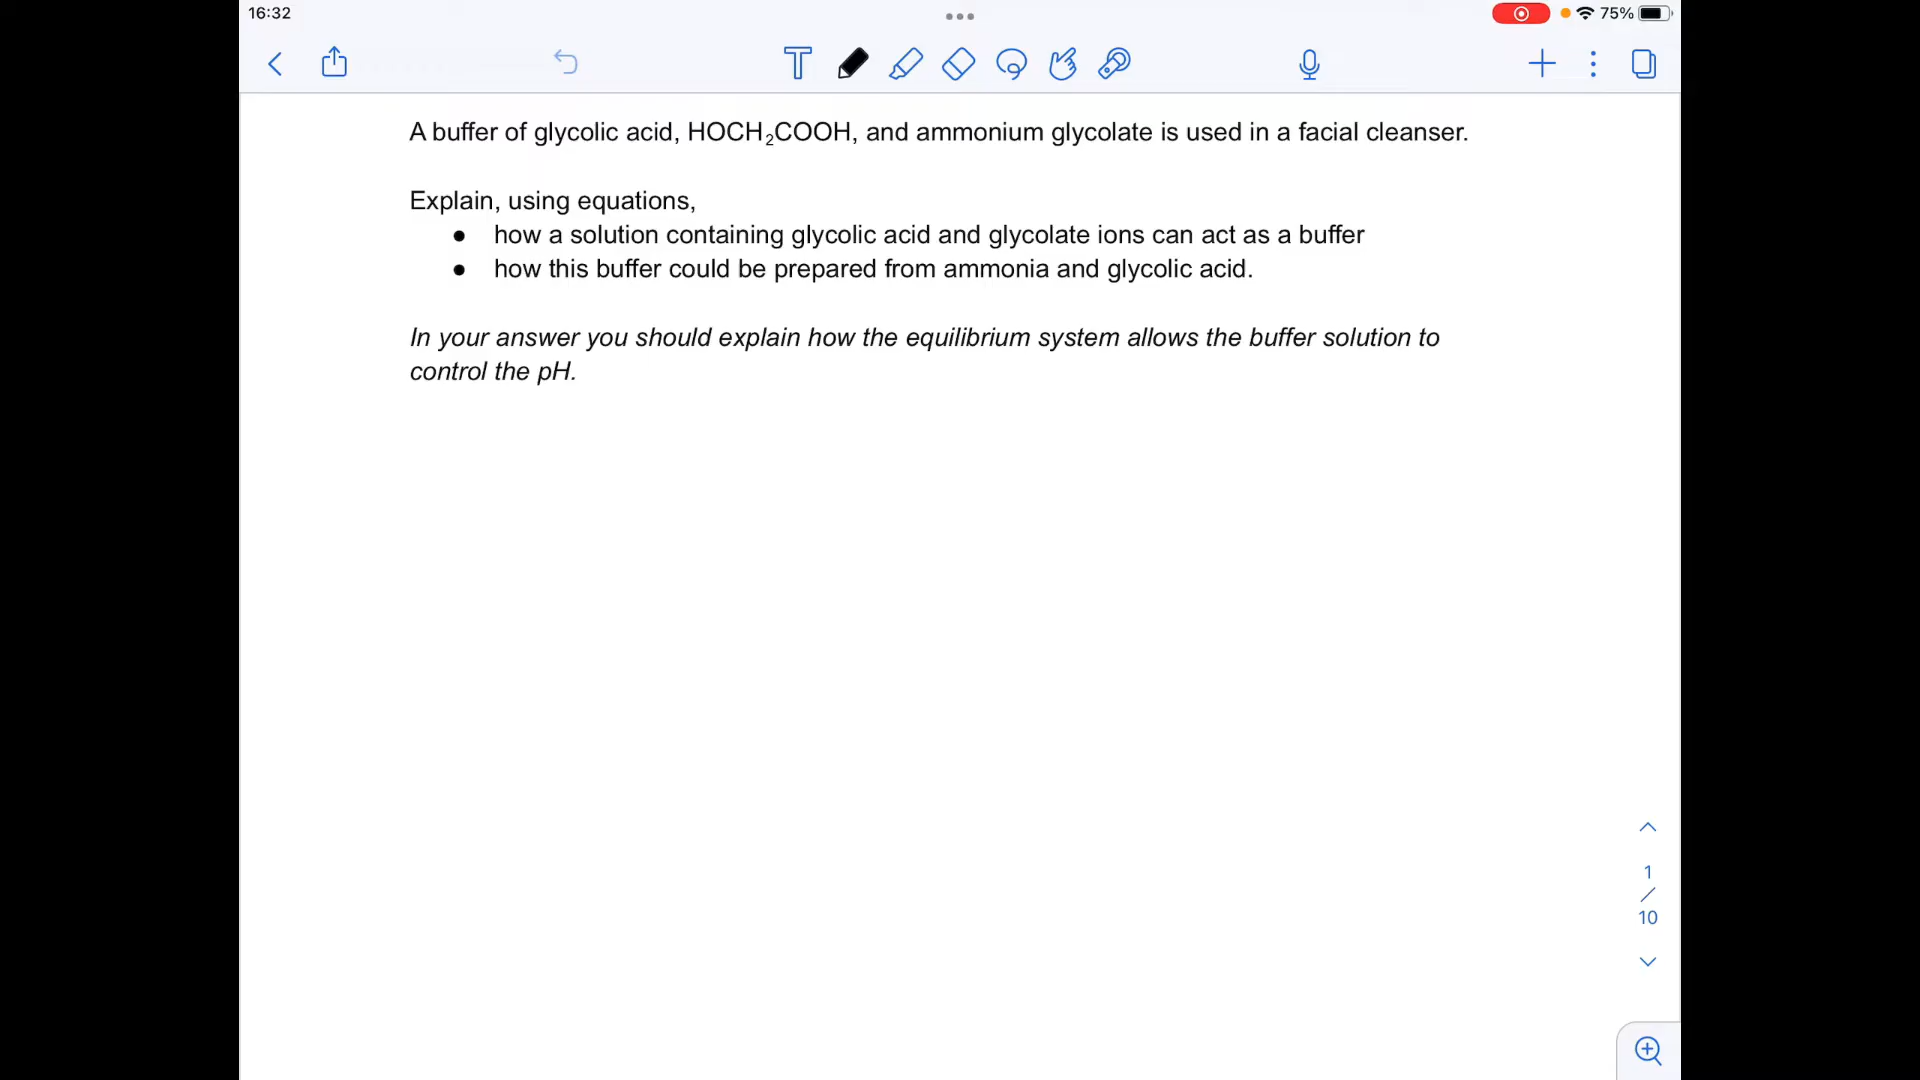 16:32
75%
A buffer of glycolic acid, HOCH₂COOH, and ammonium glycolate is used in a facial cleanser.
Explain, using equations,
● how a solution containing glycolic acid and glycolate ions can act as a buffer
● how this buffer could be prepared from ammonia and glycolic acid.
In your answer you should explain how the equilibrium system allows the buffer solution to
control the pH.
1
/
10